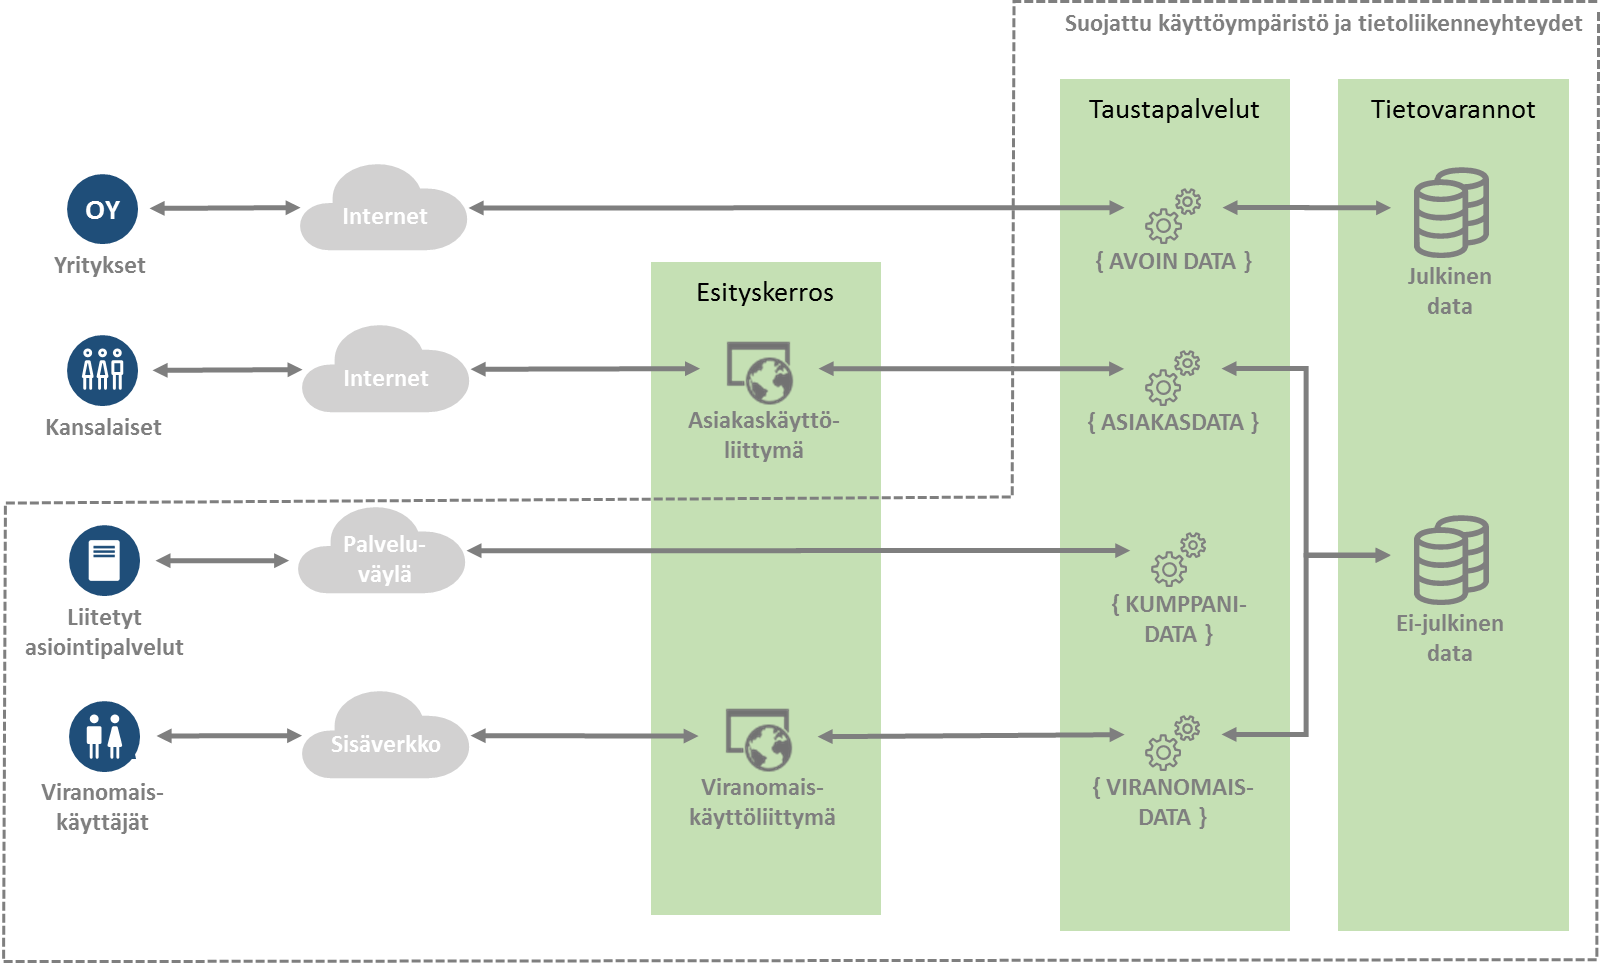 Suojattu käyttöympäristö ja tietoliikenneyhteydet
Taustapalvelut
Tietovarannot
OY
Internet
Yritykset
{ AVOIN DATA }
Julkinen
data
Esityskerros
Internet
Kansalaiset
Asiakaskäyttö-
liittymä
{ ASIAKASDATA }
Palvelu-
väylä
Liitetyt
asiointipalvelut
{ KUMPPANI-
DATA }
Ei-julkinen
data
Sisäverkko
Viranomais-
käyttäjät
Viranomais-
käyttöliittymä
{ VIRANOMAIS-
DATA }